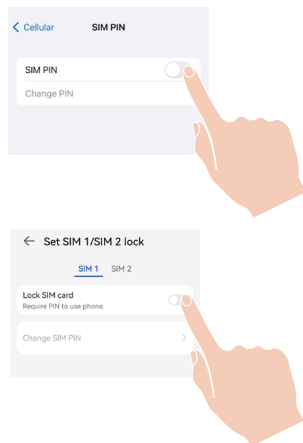 Cellular SIM PIN
SIM PIN
Change PIN
Set SIM 1/SIM 2 lock
SIM 1 SIM 2
Lock SIM card
Require PIN to use phone.
Change SIM PIN